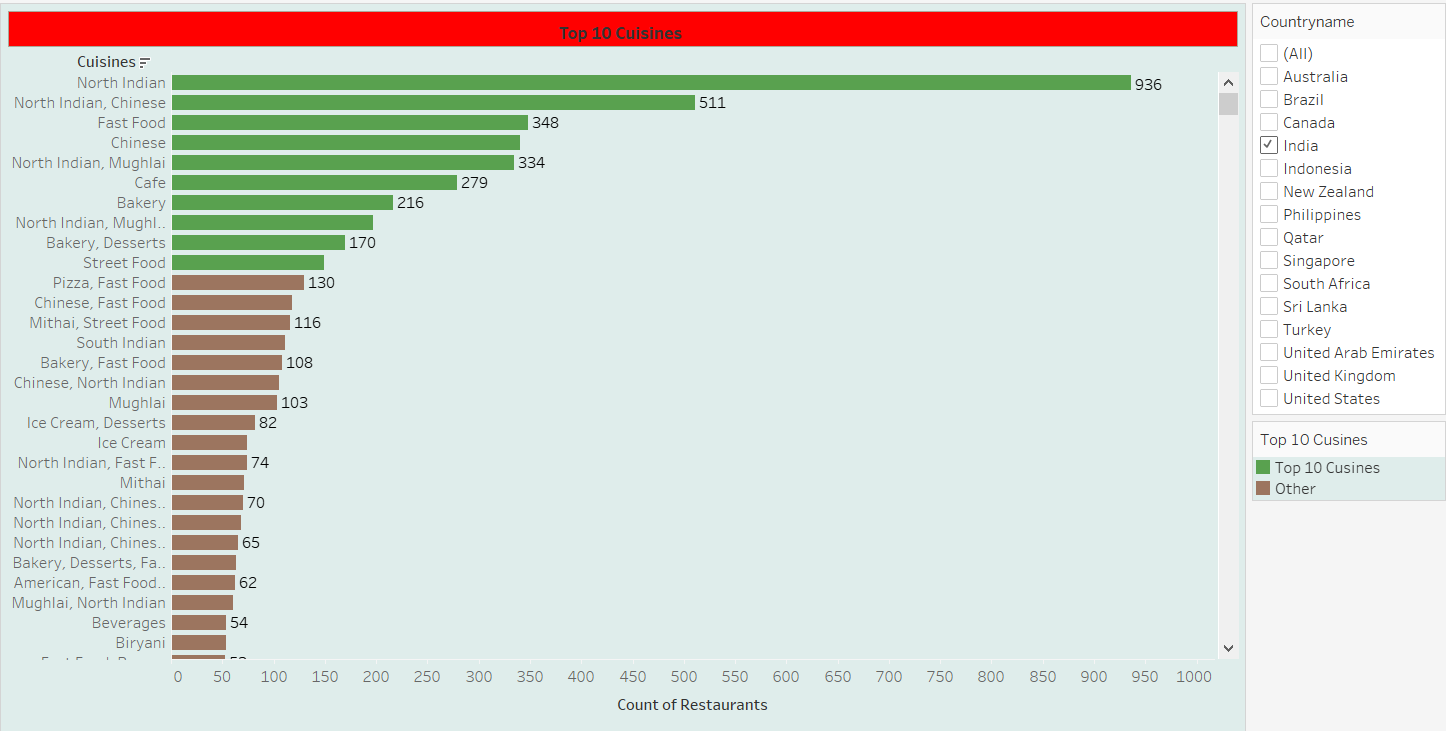 Top 10 Cuisines
Cuisines
North Indian 936
North Indian, Chinese 511
Fast Food 348
Chinese
North Indian, Mughlai 334
Cafe 279
Bakery 216
North Indian, Mughl..
Bakery, Desserts 170
Street Food
Pizza, Fast Food 130
Chinese, Fast Food
Mithai, Street Food 116
South Indian
Bakery, Fast Food 108
Chinese, North Indian
Mughlai 103
Ice Cream, Desserts 82
Ice Cream
North Indian, Fast F.. 74
Mithai
North Indian, Chines.. 70
North Indian, Chines..
North Indian, Chines.. 65
Bakery, Desserts, Fa..
American, Fast Food.. 62
Mughlai, North Indian
Beverages 54
Biryani
0 50 100 150 200 250 300 350 400 450 500 550 600 650 700 750 800 850 900 950 1000
Count of Restaurants
Countryname
(All)
Australia
Brazil
Canada
India
Indonesia
New Zealand
Philippines
Qatar
Singapore
South Africa
Sri Lanka
Turkey
United Arab Emirates
United Kingdom
United States
Top 10 Cusines
Top 10 Cusines
Other